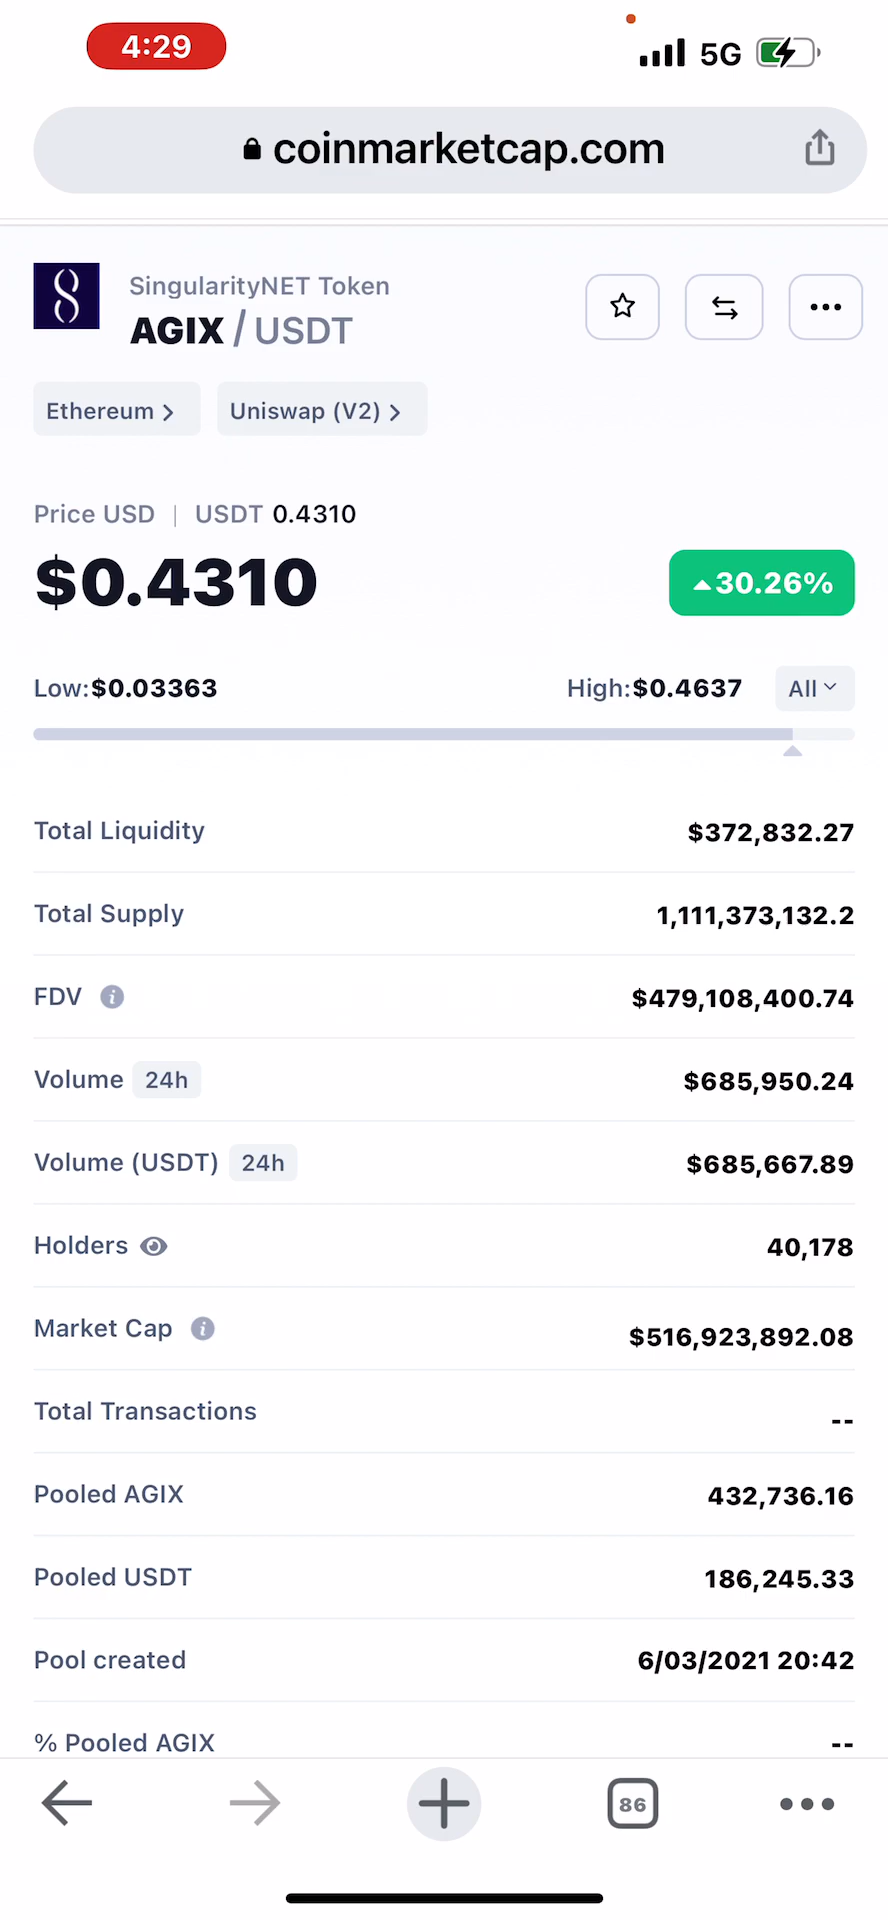 4:29
5G
coinmarketcap.com
SingularityNET Token
AGIX / USDT
Ethereum >
Uniswap (V2) >
Price USD | USDT 0.4310
$0.4310
30.26%
Low:$0.03363
High:$0.4637
All
Total Liquidity $372,832.27
Total Supply 1,111,373,132.2
FDV $479,108,400.74
Volume 24h $685,950.24
Volume (USDT) 24h $685,667.89
Holders 40,178
Market Cap $516,923,892.08
Total Transactions --
Pooled AGIX 432,736.16
Pooled USDT 186,245.33
Pool created 6/03/2021 20:42
% Pooled AGIX --
86